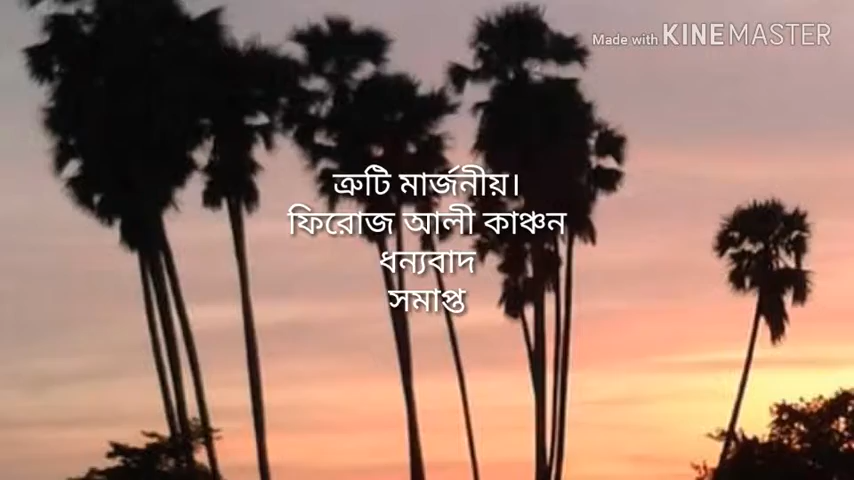 Made with KINEMASTER
ত্রুটি মার্জনীয়।
ফিরোজ আলী কাঞ্চন
ধন্যবাদ
সমাপ্ত